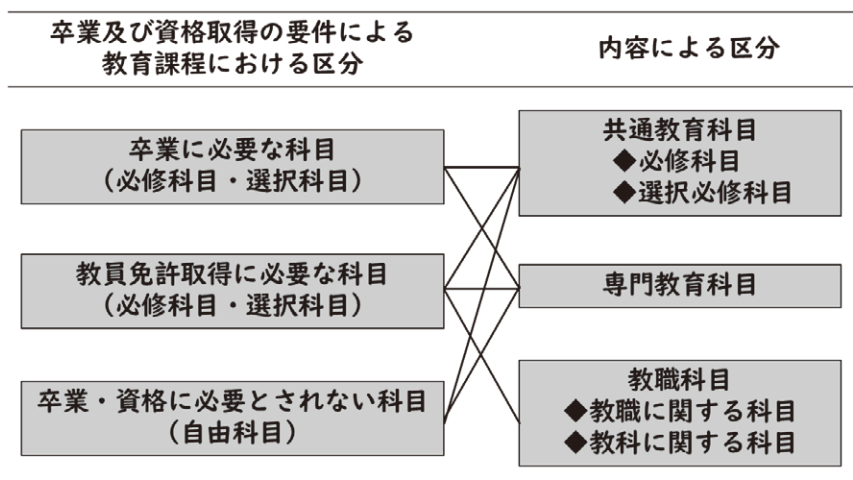 卒業及び資格取得の要件による
教育課程における区分
内容による区分
卒業に必要な科目
（必修科目・選択科目）
教員免許取得に必要な科目
（必修科目・選択科目）
卒業・資格に必要とされない科目
（自由科目）
共通教育科目
◆必修科目
◆選択必修科目
専門教育科目
教職科目
◆教職に関する科目
◆教科に関する科目